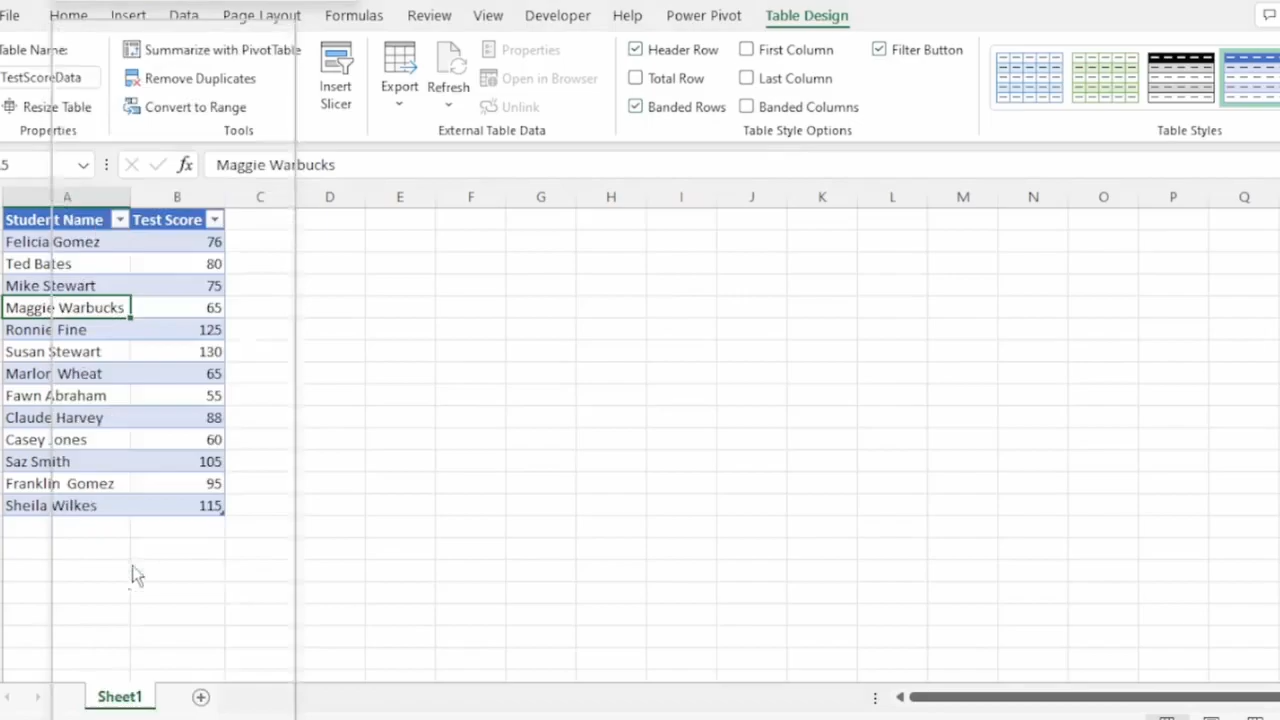 File Home Insert Data Page Layout Formulas Review View Developer Help Power Pivot Table Design
Table Name: Summarize with PivotTable Properties Header Row First Column Filter Button
TestScoreData Remove Duplicates Insert Slicer Export Refresh Open in Browser Total Row Last Column
Resize Table Convert to Range Unlink Banded Rows Banded Columns
Properties Tools External Table Data Table Style Options Table Styles
5 fx Maggie Warbucks
A B C D E F G H I J K L M N O P Q
Student Name Test Score
Felicia Gomez 76
Ted Bates 80
Mike Stewart 75
Maggie Warbucks 65
Ronnie Fine 125
Susan Stewart 130
Marlon Wheat 65
Fawn Abraham 55
Claude Harvey 88
Casey Jones 60
Saz Smith 105
Franklin Gomez 95
Sheila Wilkes 115
Sheet1